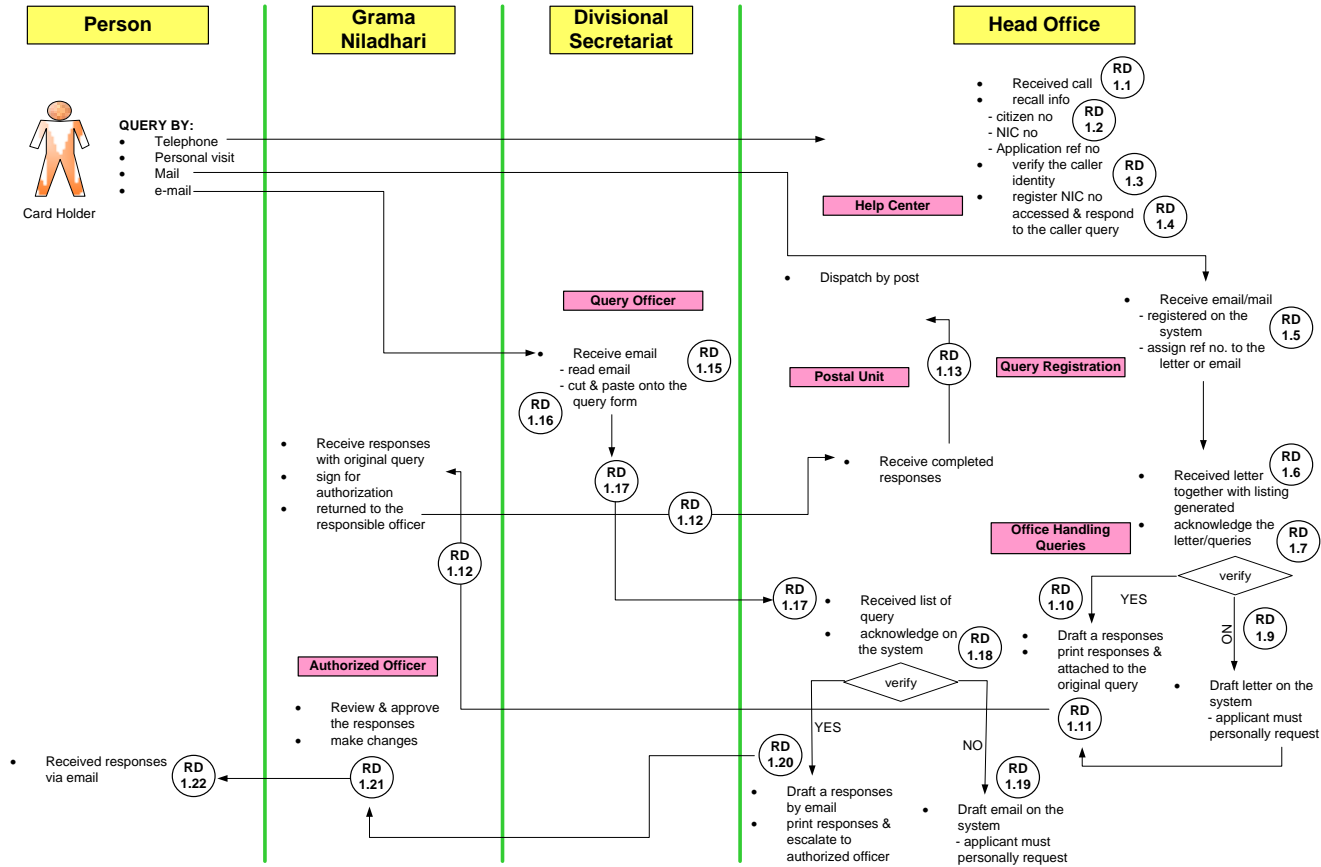 Person
Grama
Niladhari
Divisional
Secretariat
Head Office
QUERY BY:
• Telephone
• Personal visit
• Mail
• e-mail
Card Holder
• Received call
• recall info
- citizen no
- NIC no
- Application ref no
• verify the caller
identity
• register NIC no
accessed & respond
to the caller query
RD
1.1
RD
1.2
RD
1.3
RD
1.4
Help Center
• Dispatch by post
Query Officer
• Receive email
- read email
- cut & paste onto the
query form
RD
1.15
RD
1.16
RD
1.17
Postal Unit
RD
1.13
Query Registration
• Receive email/mail
- registered on the
system
- assign ref no. to the
letter or email
RD
1.5
• Receive responses
with original query
• sign for
authorization
• returned to the
responsible officer
RD
1.12
RD
1.12
• Receive completed
responses
• Received letter
together with listing
generated
• acknowledge the
letter/queries
RD
1.6
RD
1.7
Office Handling
Queries
verify
YES
NO
RD
1.10
RD
1.9
• Draft a responses
• print responses &
attached to the
original query
RD
1.11
• Draft letter on the
system
- applicant must
personally request
RD
1.17
• Received list of
query
• acknowledge on
the system
RD
1.18
verify
YES
NO
RD
1.20
RD
1.19
• Draft a responses
by email
• print responses &
escalate to
authorized officer
• Draft email on the
system
- applicant must
personally request
Authorized Officer
• Review & approve
the responses
• make changes
RD
1.21
RD
1.22
• Received responses
via email